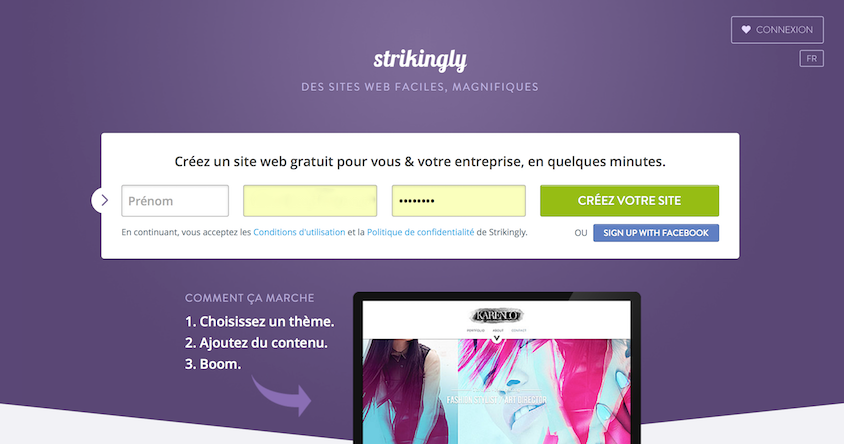 CONNEXION
FR
strikingly
DES SITES WEB FACILES, MAGNIFIQUES
Créez un site web gratuit pour vous & votre entreprise, en quelques minutes.
Prénom
••••••••
CRÉEZ VOTRE SITE
En continuant, vous acceptez les Conditions d'utilisation et la Politique de confidentialité de Strikingly.
OU
SIGN UP WITH FACEBOOK
COMMENT ÇA MARCHE
1. Choisissez un thème.
2. Ajoutez du contenu.
3. Boom.
KAREN O
PORTFOLIO ABOUT CONTACT
FASHION STYLIST ART DIRECTOR